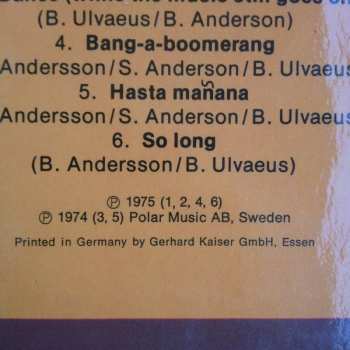 (B. Ulvaeus/B. Anderson)
4. Bang-a-boomerang
Andersson/S. Anderson/B. Ulvaeus
5. Hasta mañana
Andersson/S. Anderson/B. Ulvaeus
6. So long
(B. Andersson/B. Ulvaeus)
℗ 1975 (1, 2, 4, 6)
℗ 1974 (3, 5) Polar Music AB, Sweden
Printed in Germany by Gerhard Kaiser GmbH, Essen